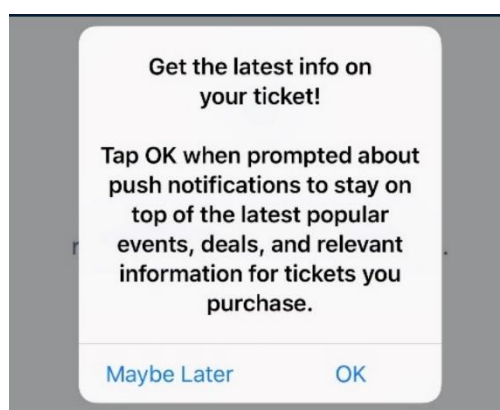 Get the latest info on
your ticket!
Tap OK when prompted about
push notifications to stay on
top of the latest popular
events, deals, and relevant
information for tickets you
purchase.
Maybe Later
OK